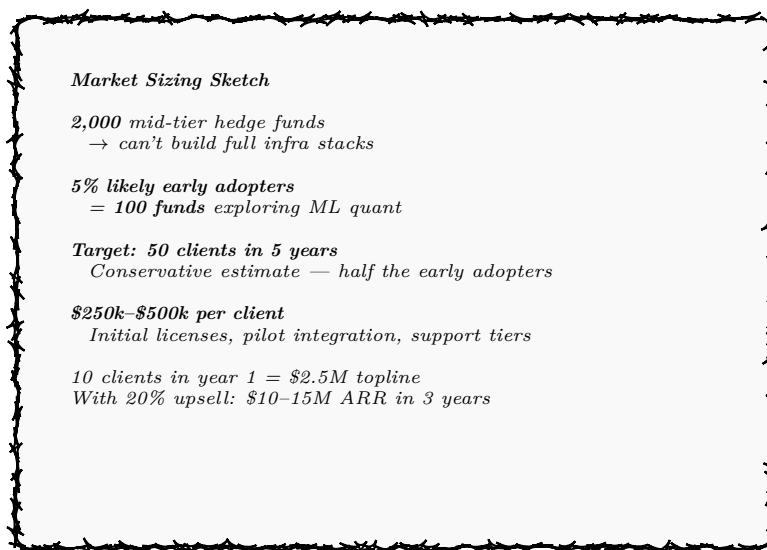 Market Sizing Sketch
2,000 mid-tier hedge funds
→ can't build full infra stacks
5% likely early adopters
= 100 funds exploring ML quant
Target: 50 clients in 5 years
Conservative estimate — half the early adopters
$250k–$500k per client
Initial licenses, pilot integration, support tiers
10 clients in year 1 = $2.5M topline
With 20% upsell: $10–15M ARR in 3 years